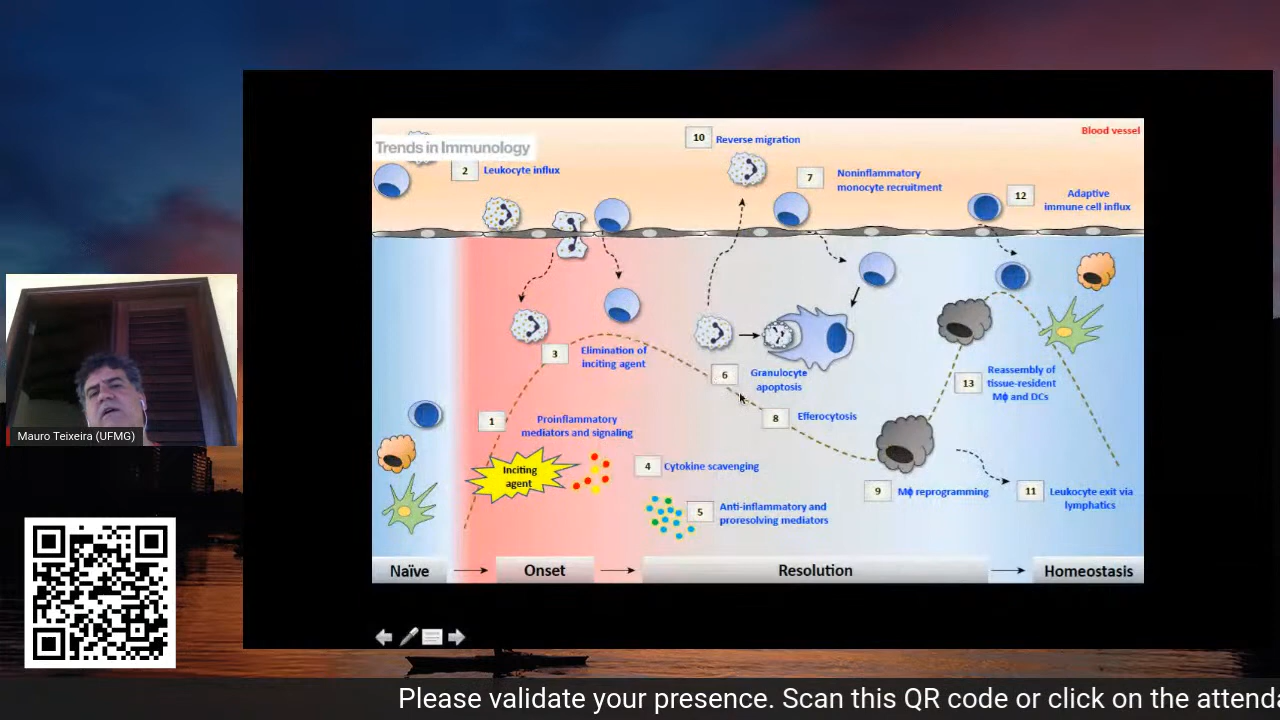 Trends in Immunology
Blood vessel
10
Reverse migration
2
Leukocyte influx
7
Noninflammatory
monocyte recruitment
12
Adaptive
immune cell influx
3
Elimination of
inciting agent
6
Granulocyte
apoptosis
13
Reassembly of
tissue-resident
Mϕ and DCs
1
Proinflammatory
mediators and signaling
8
Efferocytosis
Inciting
agent
4
Cytokine scavenging
9
Mϕ reprogramming
11
Leukocyte exit via
lymphatics
5
Anti-inflammatory and
proresolving mediators
Naïve
Onset
Resolution
Homeostasis
Mauro Teixeira (UFMG)
Please validate your presence. Scan this QR code or click on the attenda